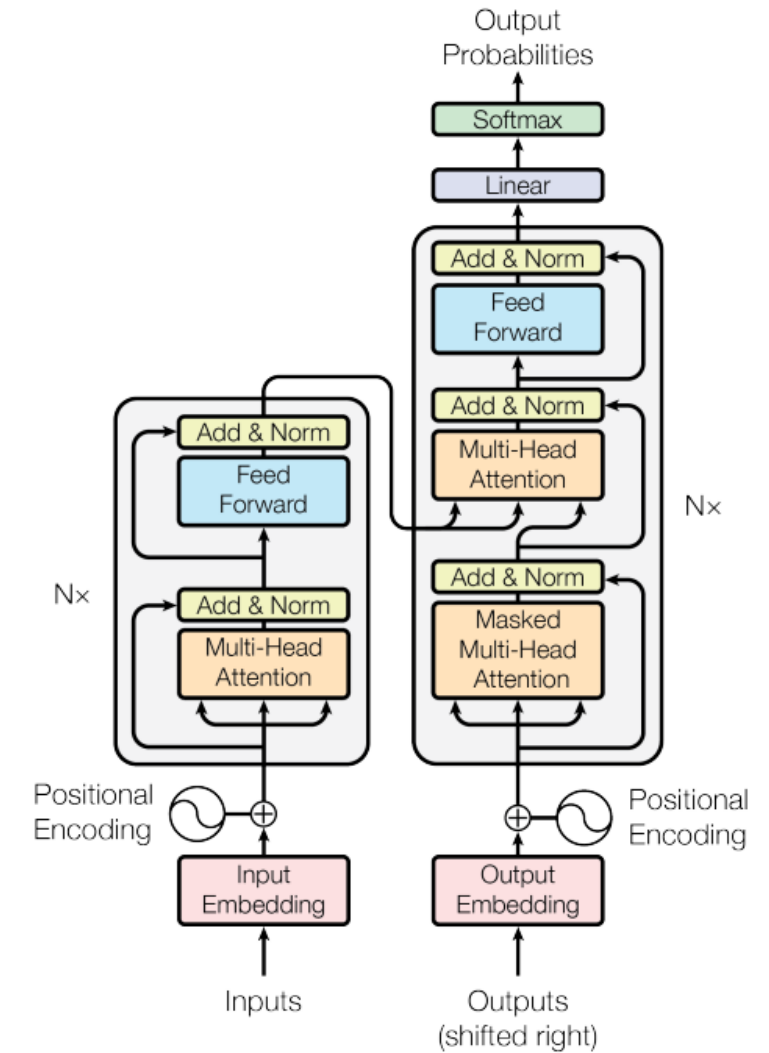 Output
Probabilities
Softmax
Linear
Add & Norm
Feed
Forward
Add & Norm
Multi-Head
Attention
Add & Norm
Masked
Multi-Head
Attention
Nx
Add & Norm
Feed
Forward
Add & Norm
Multi-Head
Attention
N×
Positional
Encoding
Positional
Encoding
Input
Embedding
Output
Embedding
Inputs
Outputs
(shifted right)